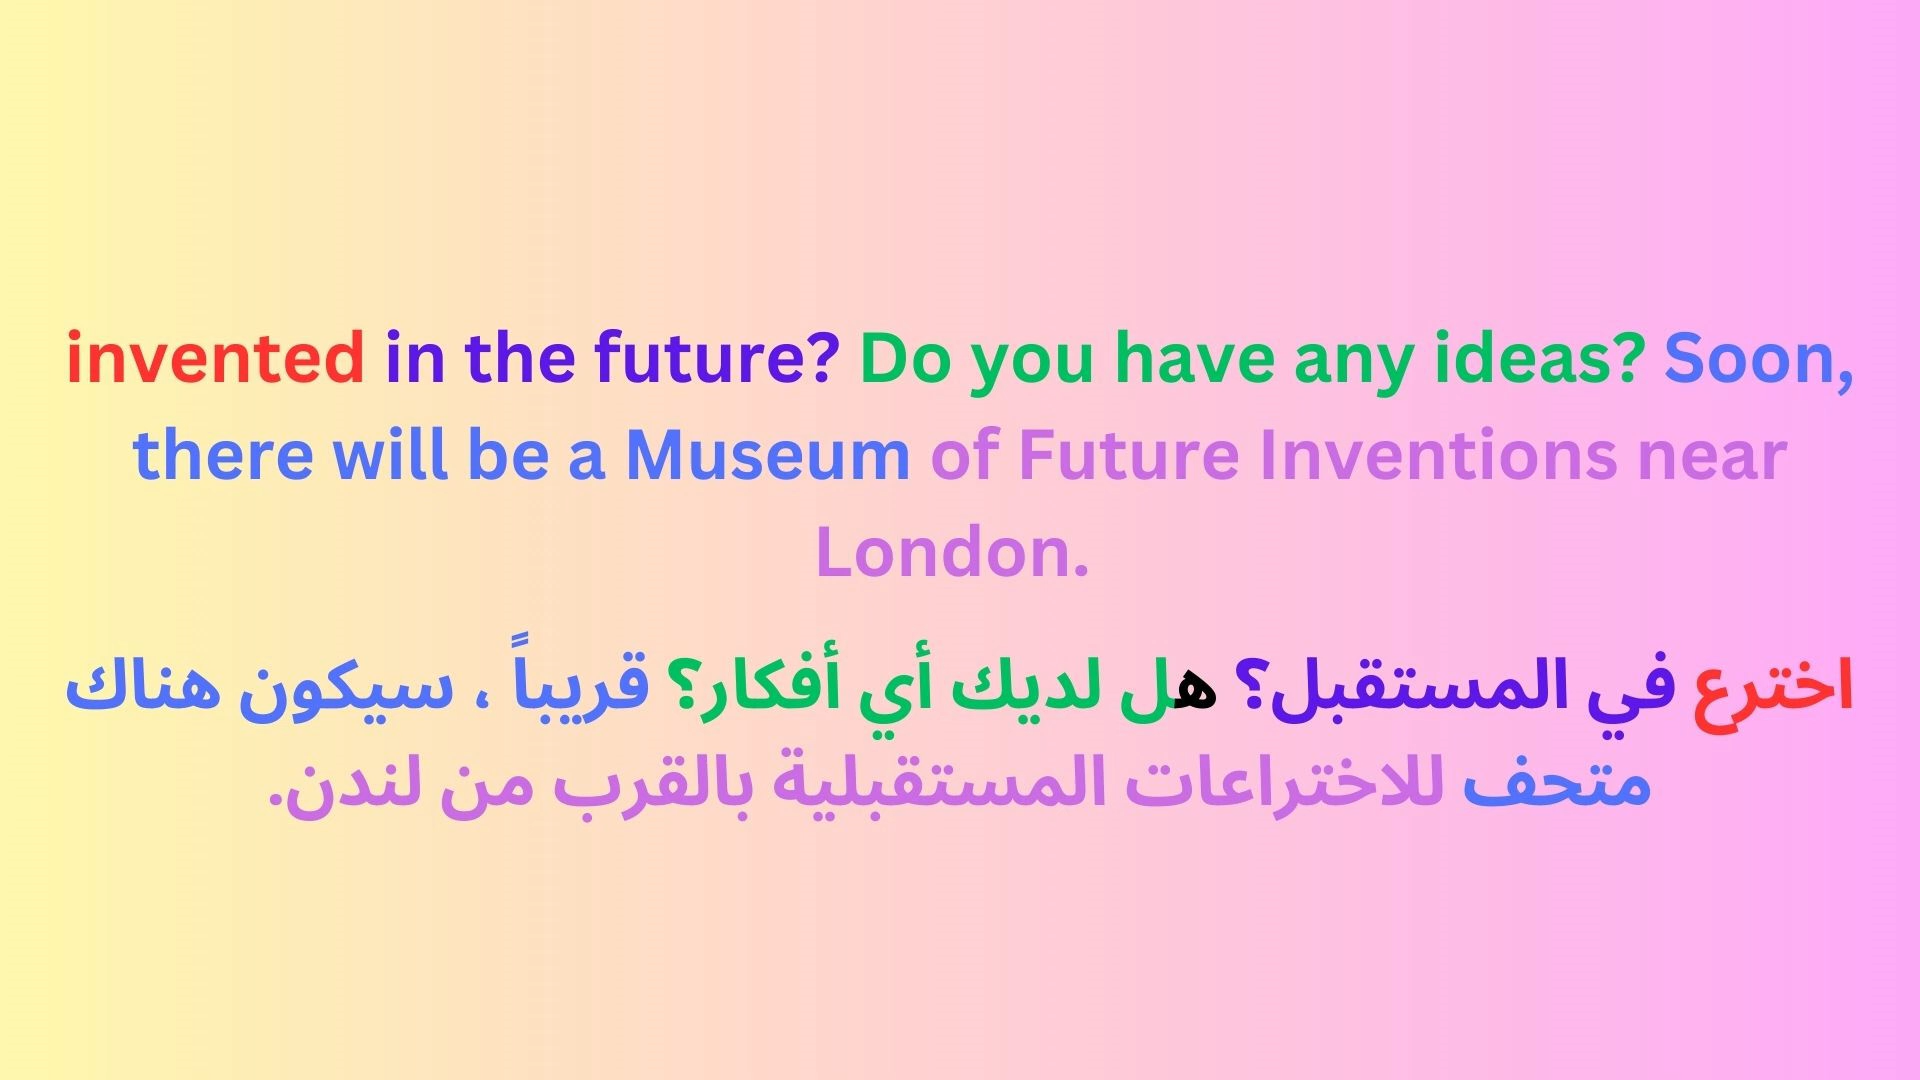 invented in the future? Do you have any ideas? Soon,
there will be a Museum of Future Inventions near
London.
اخترع في المستقبل؟ هل لديك أي أفكار؟ قريباً ، سيكون هناك
متحف للاختراعات المستقبلية بالقرب من لندن.